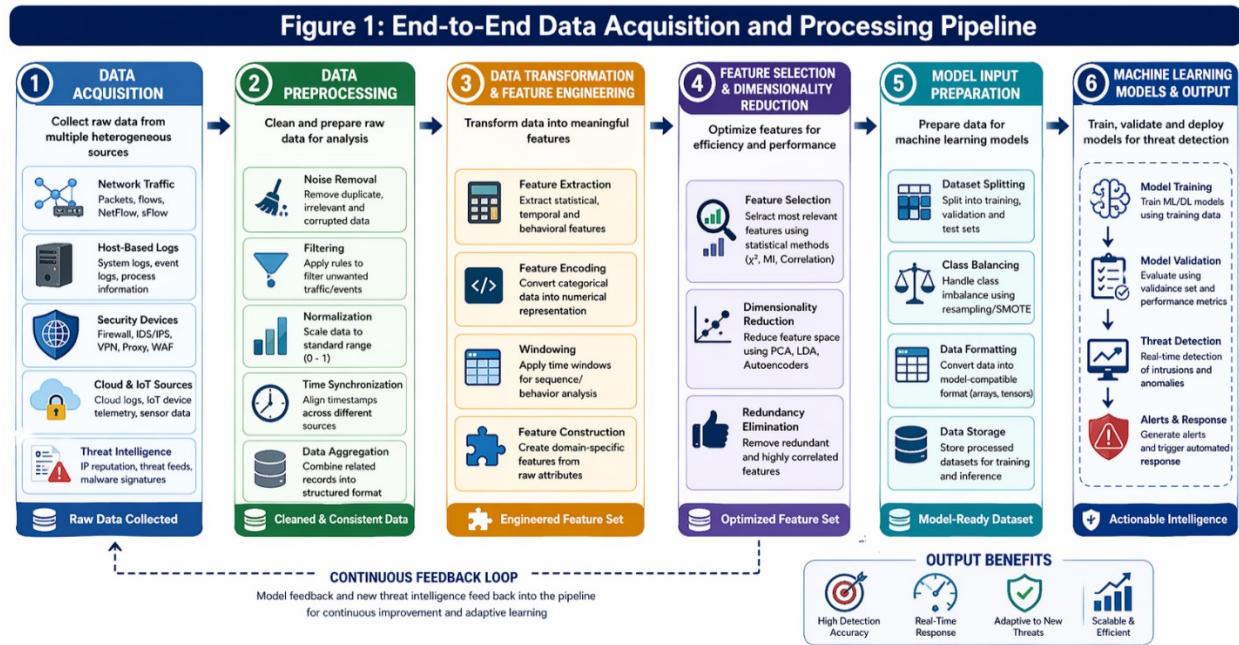 Figure 1: End-to-End Data Acquisition and Processing Pipeline
1
DATA
ACQUISITION
Collect raw data from
multiple heterogeneous
sources
Network Traffic
Packets, flows,
NetFlow, sFlow
Host-Based Logs
System logs, event
logs, process
information
Security Devices
Firewall, IDS/IPS,
VPN, Proxy, WAF
Cloud & IoT Sources
Cloud logs, IoT device
telemetry, sensor data
Threat Intelligence
IP reputation, threat feeds,
malware signatures
Raw Data Collected
2
DATA
PREPROCESSING
Clean and prepare raw
data for analysis
Noise Removal
Remove duplicate,
irrelevant and
corrupted data
Filtering
Apply rules to
filter unwanted
traffic/events
Normalization
Scale data to
standard range
(0 - 1)
Time Synchronization
Align timestamps
across different
sources
Data Aggregation
Combine related
records into
structured format
Cleaned & Consistent Data
3
DATA TRANSFORMATION
& FEATURE ENGINEERING
Transform data into meaningful
features
Feature Extraction
Extract statistical,
temporal and
behavioral features
</>
Feature Encoding
Convert categorical
data into numerical
representation
Windowing
Apply time windows
for sequence/
behavior analysis
Feature Construction
Create domain-specific
features from
raw attributes
Engineered Feature Set
4
FEATURE SELECTION
& DIMENSIONALITY
REDUCTION
Optimize features for
efficiency and performance
Feature Selection
Selract most relevant
features using
statistical methods
(χ², MI, Correlation)
Dimensionality
Reduction
Reduce feature space
using PCA, LDA,
Autoencoders
Redundancy
Elimination
Remove redundant
and highly correlated
features
Optimized Feature Set
5
MODEL INPUT
PREPARATION
Prepare data for
machine learning models
Dataset Splitting
Split into training,
validation and
test sets
Class Balancing
Handle class
imbalance using
resampling/SMOTE
Data Formatting
Convert data into
model-compatible
format (arrays, tensors)
Data Storage
Store processed
datasets for training
and inference
Model-Ready Dataset
6
MACHINE LEARNING
MODELS & OUTPUT
Train, validate and deploy
models for threat detection
Model Training
Train ML/DL models
using training data
Model Validation
Evaluate using
validaince set and
performance metrics
Threat Detection
Real-time detection
of intrusions and
anomalies
Alerts & Response
Generate alerts
and trigger automated
response
Actionable Intelligence
CONTINUOUS FEEDBACK LOOP
Model feedback and new threat intelligence feed back into the pipeline
for continuous improvement and adaptive learning
OUTPUT BENEFITS
High Detection
Accuracy
Real-Time
Response
Adaptive to New
Threats
Scalable &
Efficient